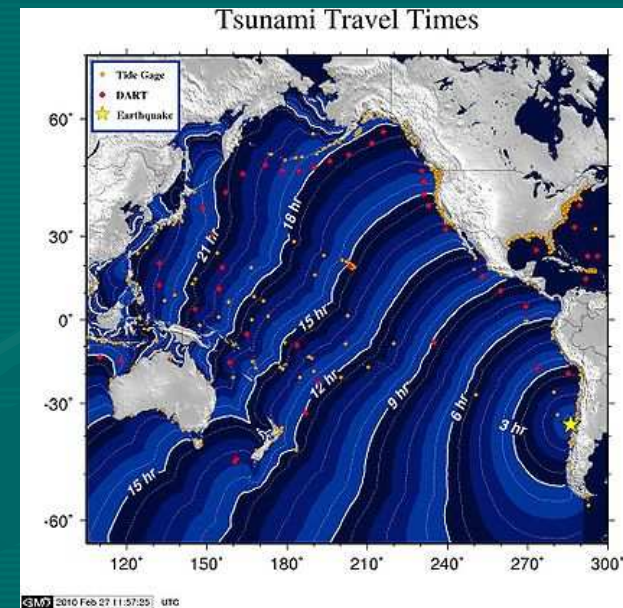 Tsunami Travel Times
Tide Gage
DART
Earthquake
60°
30°
0°
-30°
-60°
21 hr
18 hr
15 hr
12 hr
9 hr
6 hr
3 hr
15 hr
120° 150° 180° 210° 240° 270° 300°
GMT 2010 Feb 27 11:57:25 UTC